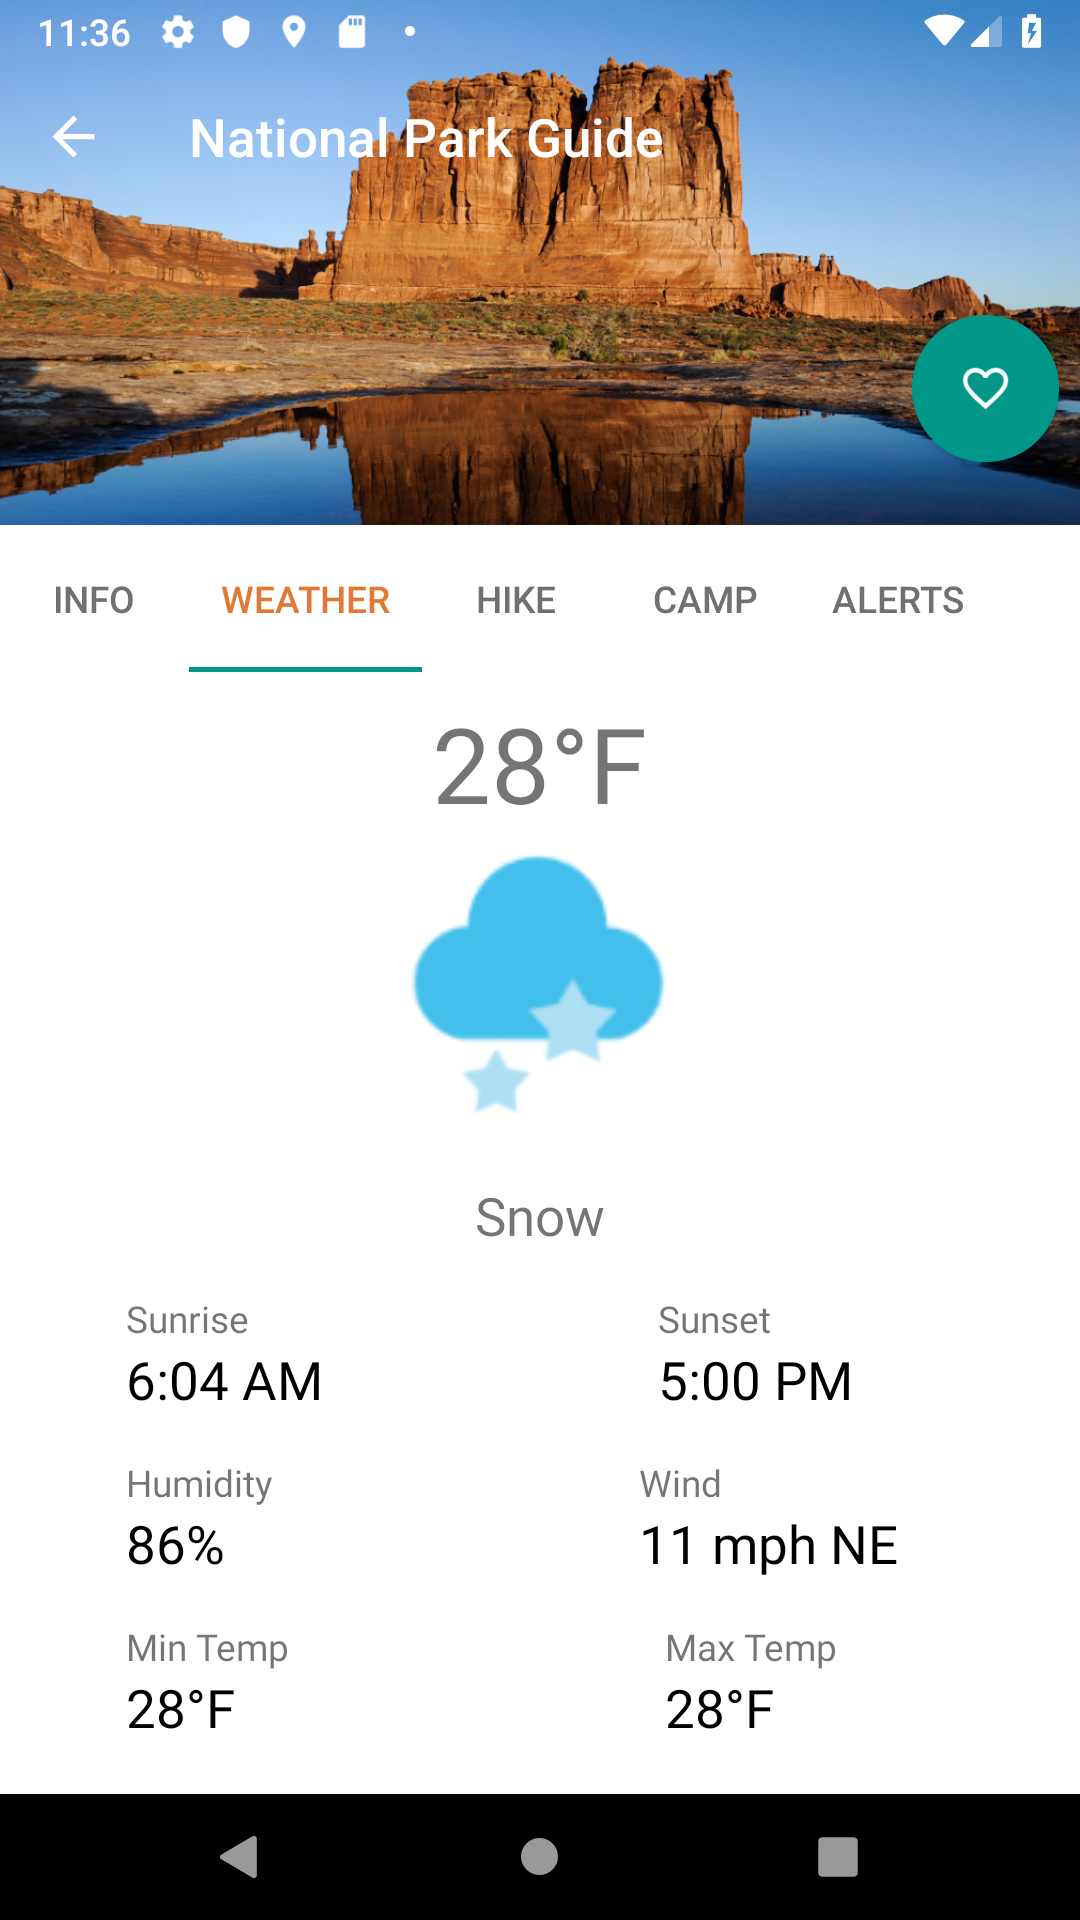 11:36
National Park Guide
INFO WEATHER HIKE CAMP ALERTS
28°F
Snow
Sunrise Sunset
6:04 AM 5:00 PM
Humidity Wind
86% 11 mph NE
Min Temp Max Temp
28°F 28°F